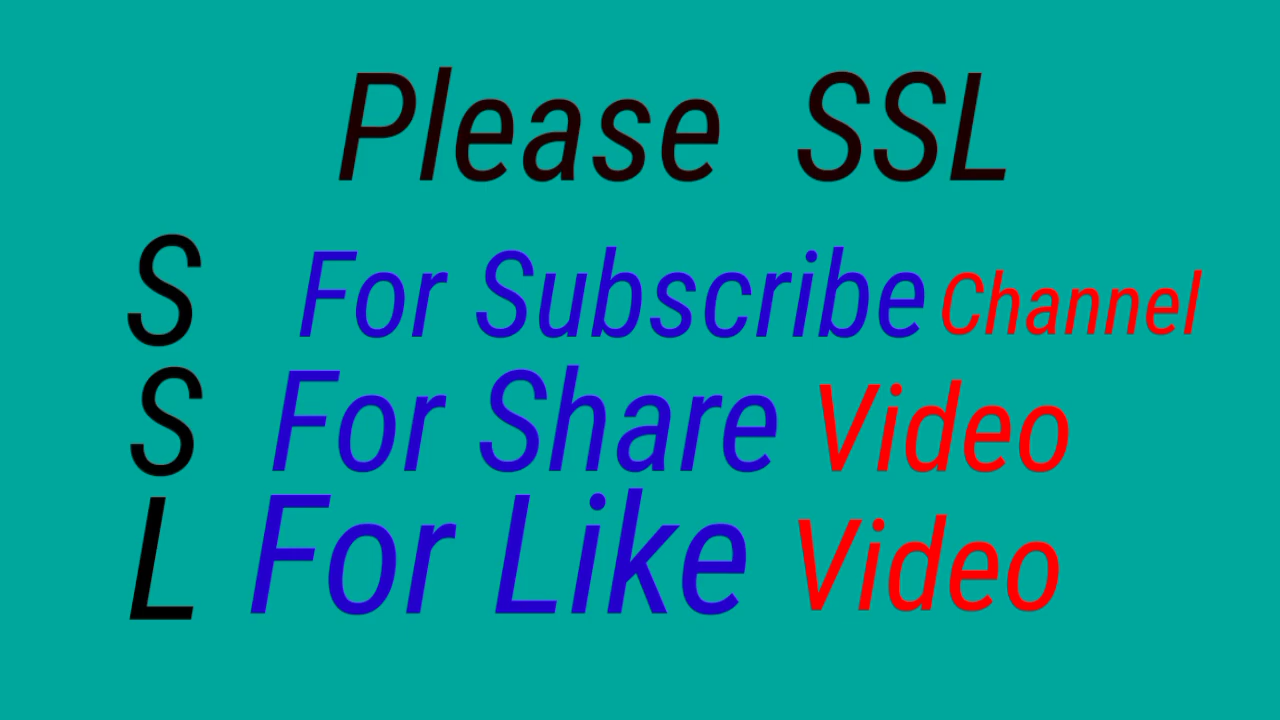 Please SSL
S For Subscribe Channel
S For Share Video
L For Like Video